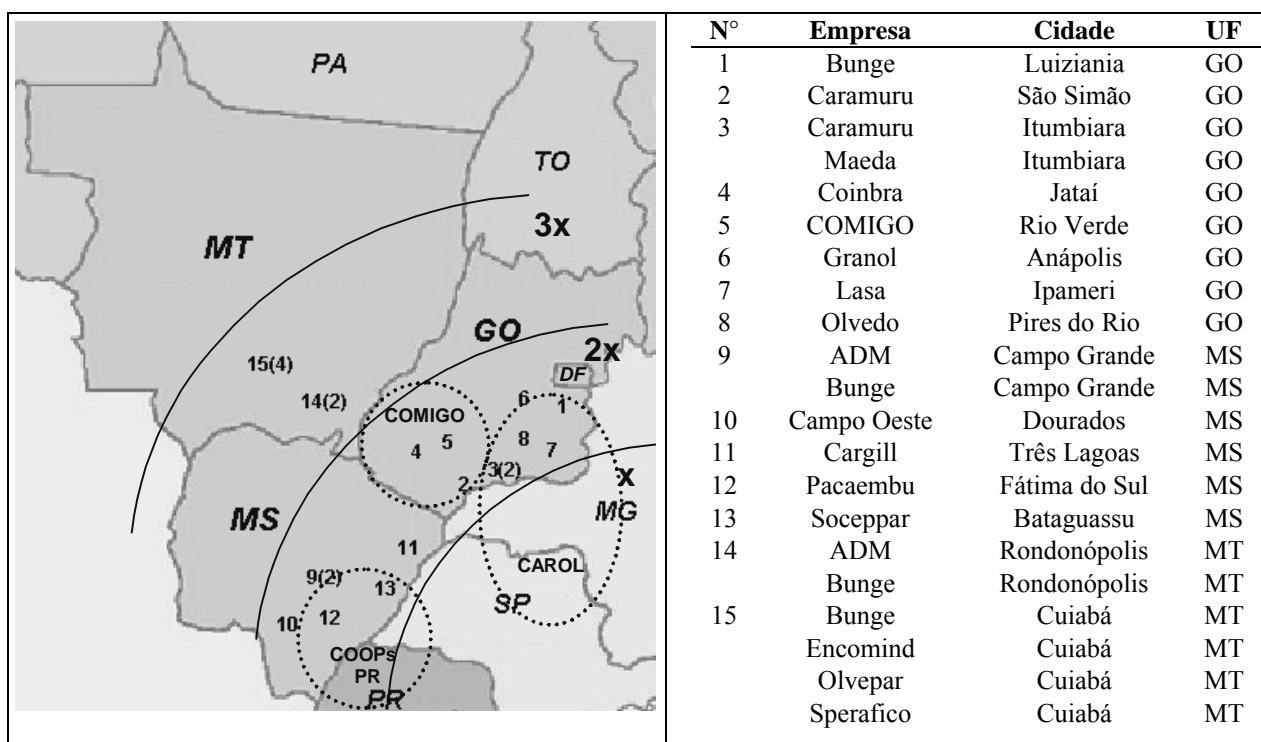 PA
TO
3x
MT
GO
2x
DF
15(4)
14(2)
6
1
COMIGO
4
5
8
7
3(2)
2
x
MG
MS
11
CAROL
9(2)
13
SP
10
12
COOPs
PR
PR
N° Empresa Cidade UF
1 Bunge Luiziania GO
2 Caramuru São Simão GO
3 Caramuru Itumbiara GO
Maeda Itumbiara GO
4 Coinbra Jataí GO
5 COMIGO Rio Verde GO
6 Granol Anápolis GO
7 Lasa Ipameri GO
8 Olvedo Pires do Rio GO
9 ADM Campo Grande MS
Bunge Campo Grande MS
10 Campo Oeste Dourados MS
11 Cargill Três Lagoas MS
12 Pacaembu Fátima do Sul MS
13 Soceppar Bataguassu MS
14 ADM Rondonópolis MT
Bunge Rondonópolis MT
15 Bunge Cuiabá MT
Encomind Cuiabá MT
Olvepar Cuiabá MT
Sperafico Cuiabá MT